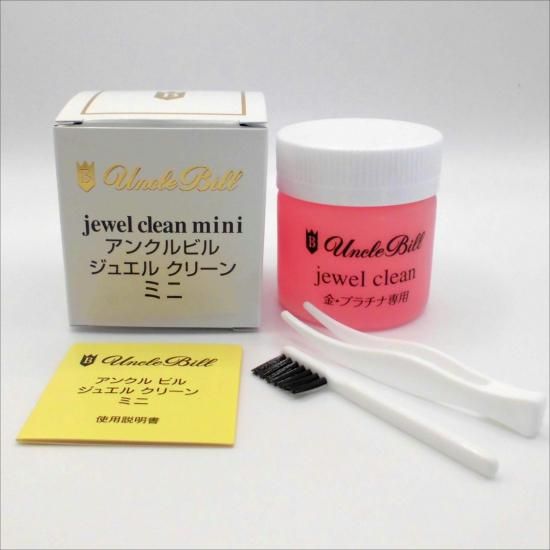 B
Uncle Bill
jewel clean mini
アンクルビル
ジュエル クリーン
ミニ
B
Uncle Bill
jewel clean
金・プラチナ専用
Uncle Bill
アンクル ビル
ジュエル クリーン
ミニ
使用説明書